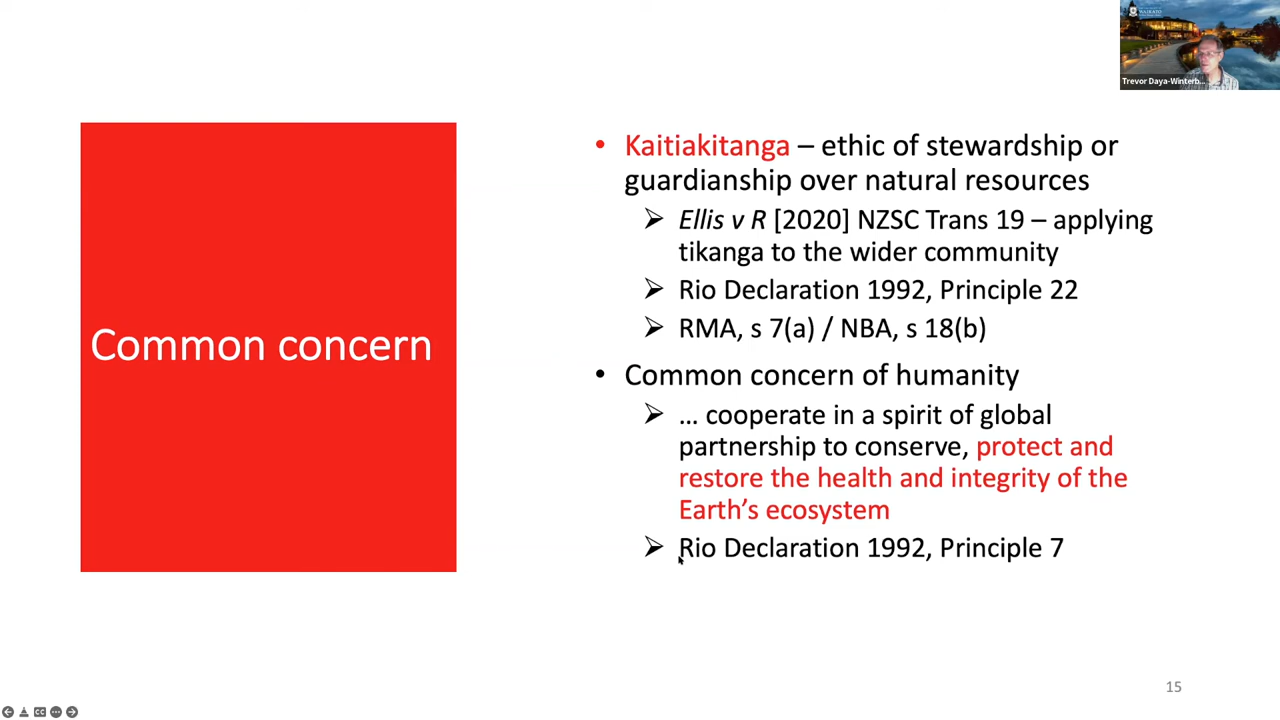 WAIKATO
Trevor Daya-Winterb...
Common concern
• Kaitiakitanga – ethic of stewardship or
guardianship over natural resources
➢ Ellis v R [2020] NZSC Trans 19 – applying
tikanga to the wider community
➢ Rio Declaration 1992, Principle 22
➢ RMA, s 7(a) / NBA, s 18(b)
• Common concern of humanity
➢ … cooperate in a spirit of global
partnership to conserve, protect and
restore the health and integrity of the
Earth’s ecosystem
➢ Rio Declaration 1992, Principle 7
15